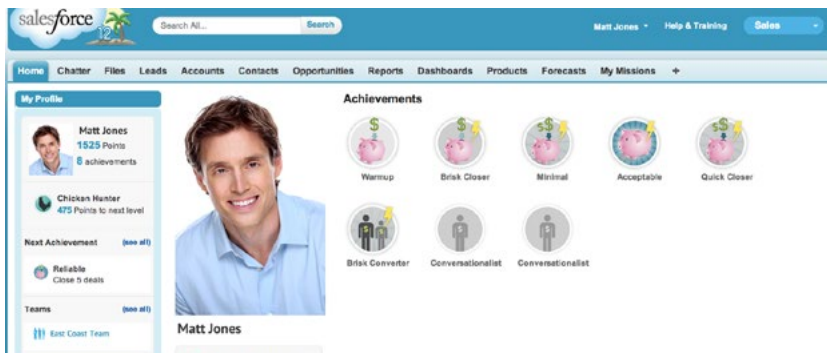 salesforce
12
Search All...
Search
Matt Jones
Help & Training
Sales
Home Chatter Files Leads Accounts Contacts Opportunities Reports Dashboards Products Forecasts My Missions +
My Profile
Matt Jones
1525 Points
8 achievements
Chicken Hunter
475 Points to next level
Next Achievement (see all)
Reliable
Close 5 deals
Teams (see all)
East Coast Team
Matt Jones
Achievements
Warmup Brisk Closer Minimal Acceptable Quick Closer
Brisk Converter Conversationalist Conversationalist